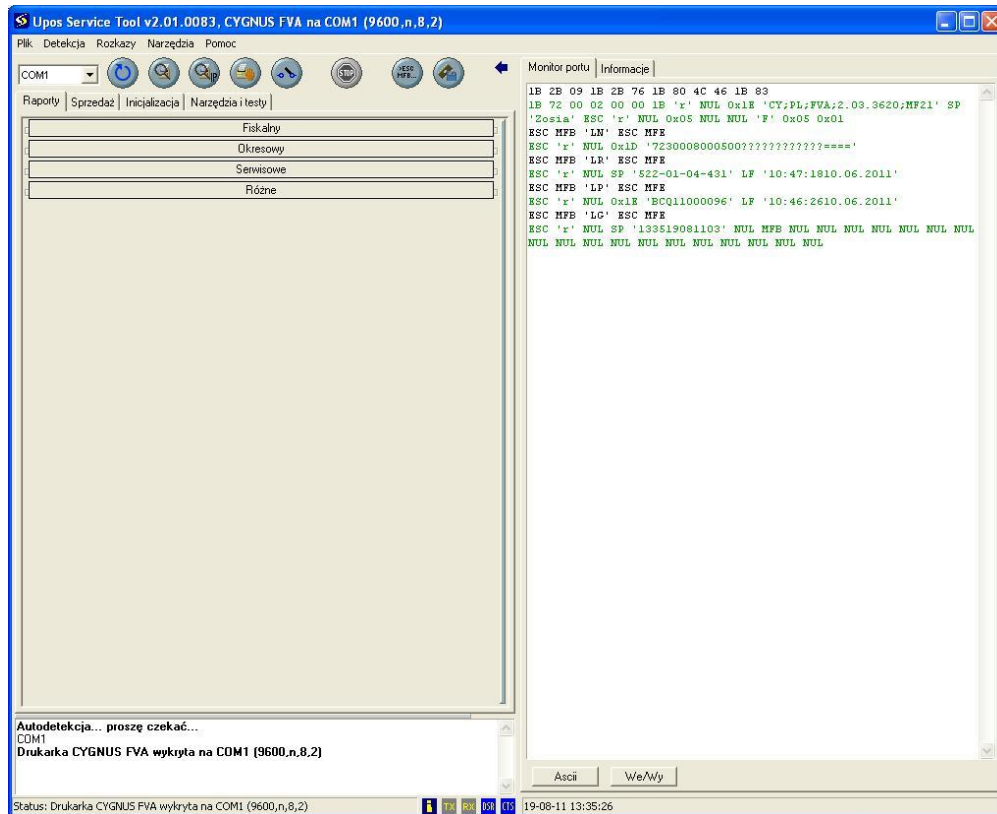 Upos Service Tool v2.01.0083, CYGNUS FVA na COM1 (9600,n,8,2)
Plik Detekcja Rozkazy Narzędzia Pomoc
COM1
IP
STOP
>ESC MFB...
Raporty Sprzedaż Inicjalizacja Narzędzia i testy
Fiskalny
Okresowy
Serwisowe
Różne
Autodetekcja... proszę czekać...
COM1
Drukarka CYGNUS FVA wykryta na COM1 (9600,n,8,2)
Monitor portu Informacje
1B 2B 09 1B 2B 76 1B 80 4C 46 1B 83
1B 72 00 02 00 00 1B 'r' NUL 0x1E 'CY;PL;FVA;2.03.3620;MF21' SP
'Zosia' ESC 'r' NUL 0x05 NUL NUL 'F' 0x05 0x01
ESC MFB 'LN' ESC MFE
ESC 'r' NUL 0x1D '7230008000500????????????===='
ESC MFB 'LR' ESC MFE
ESC 'r' NUL SP '522-01-04-431' LF '10:47:1810.06.2011'
ESC MFB 'LP' ESC MFE
ESC 'r' NUL 0x1E 'BCQ11000096' LF '10:46:2610.06.2011'
ESC MFB 'LG' ESC MFE
ESC 'r' NUL SP '133519081103' NUL MFB NUL NUL NUL NUL NUL NUL NUL
NUL NUL NUL NUL NUL NUL NUL NUL NUL NUL NUL
Ascii We/Wy
Status: Drukarka CYGNUS FVA wykryta na COM1 (9600,n,8,2) i TX RX DSR CTS 19-08-11 13:35:26